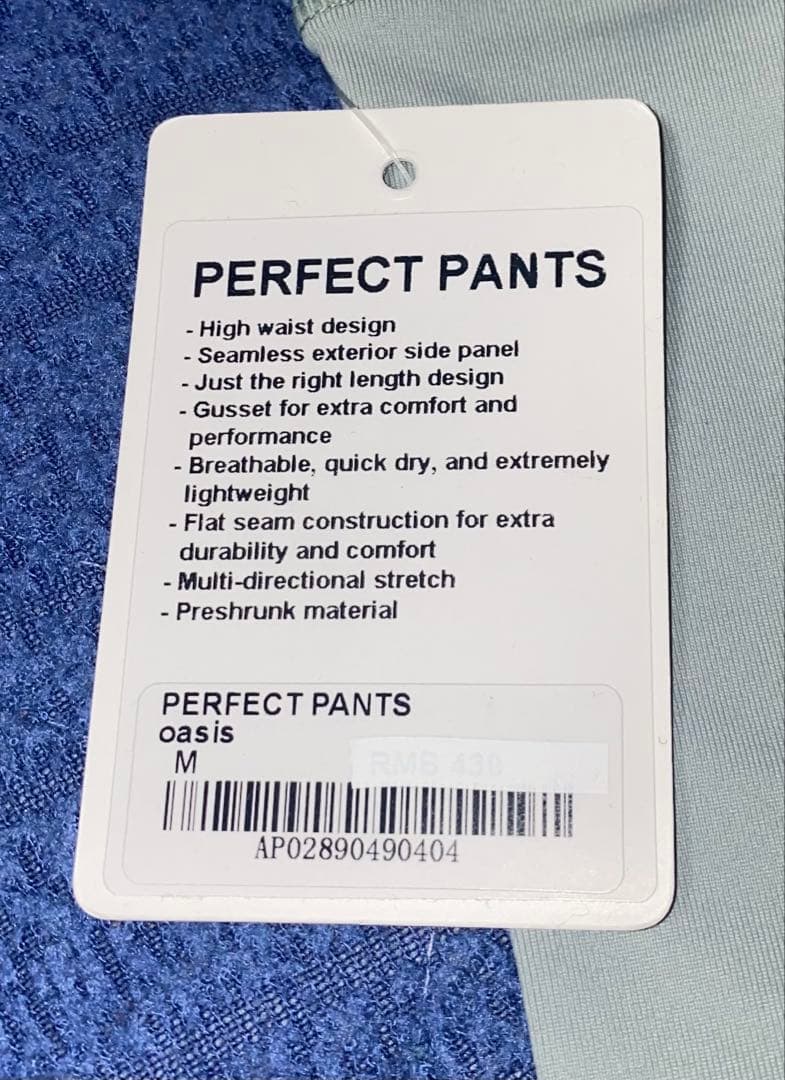 PERFECT PANTS
- High waist design
- Seamless exterior side panel
- Just the right length design
- Gusset for extra comfort and
performance
- Breathable, quick dry, and extremely
lightweight
- Flat seam construction for extra
durability and comfort
- Multi-directional stretch
- Preshrunk material
PERFECT PANTS
oasis
M
RMB 430
AP02890490404